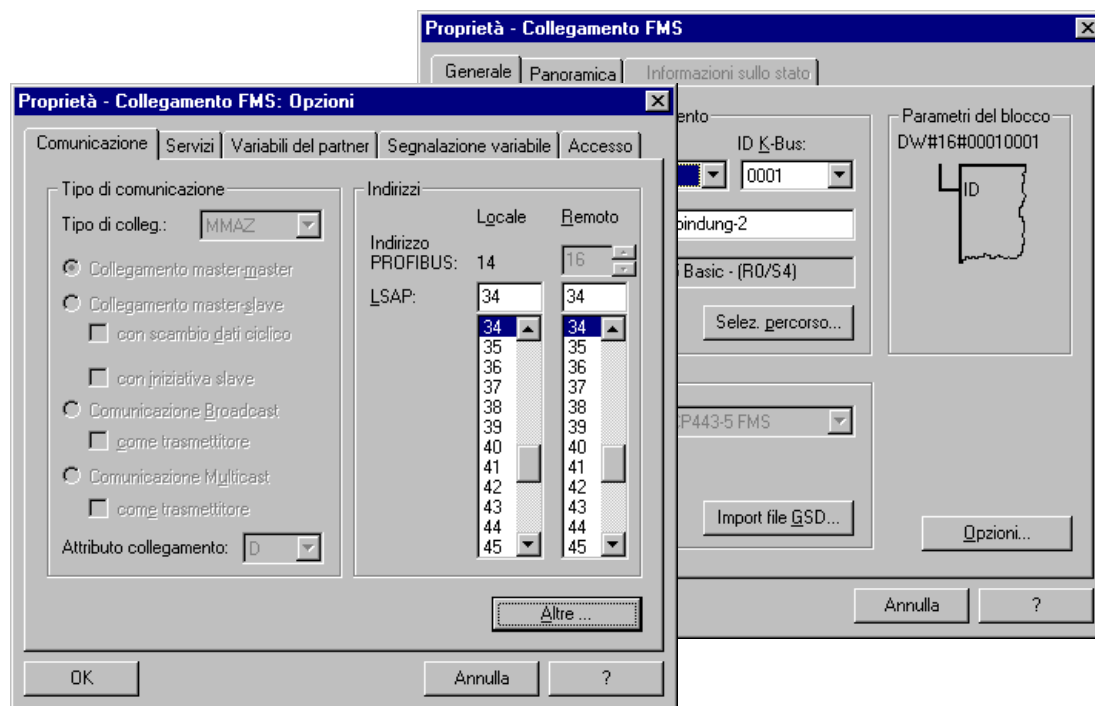 Proprietà - Collegamento FMS
Generale Panoramica Informazioni sullo stato
Parametri del blocco
ID K-Bus:
DW#16#00010001
0001
ID
Basic - (R0/S4)
Selez. percorso...
CP443-5 FMS
Import file GSD...
Opzioni...
Annulla ?
Proprietà - Collegamento FMS: Opzioni
Comunicazione Servizi Variabili del partner Segnalazione variabile Accesso
Tipo di comunicazione
Tipo di colleg.: MMAZ
Collegamento master-master
Collegamento master-slave
con scambio dati ciclico
con iniziativa slave
Comunicazione Broadcast
come trasmettitore
Comunicazione Multicast
come trasmettitore
Attributo collegamento: D
Indirizzi
Locale Remoto
Indirizzo
PROFIBUS: 14 16
LSAP: 34 34
34 34
35 35
36 36
37 37
38 38
39 39
40 40
41 41
42 42
43 43
44 44
45 45
Altre ...
OK Annulla ?